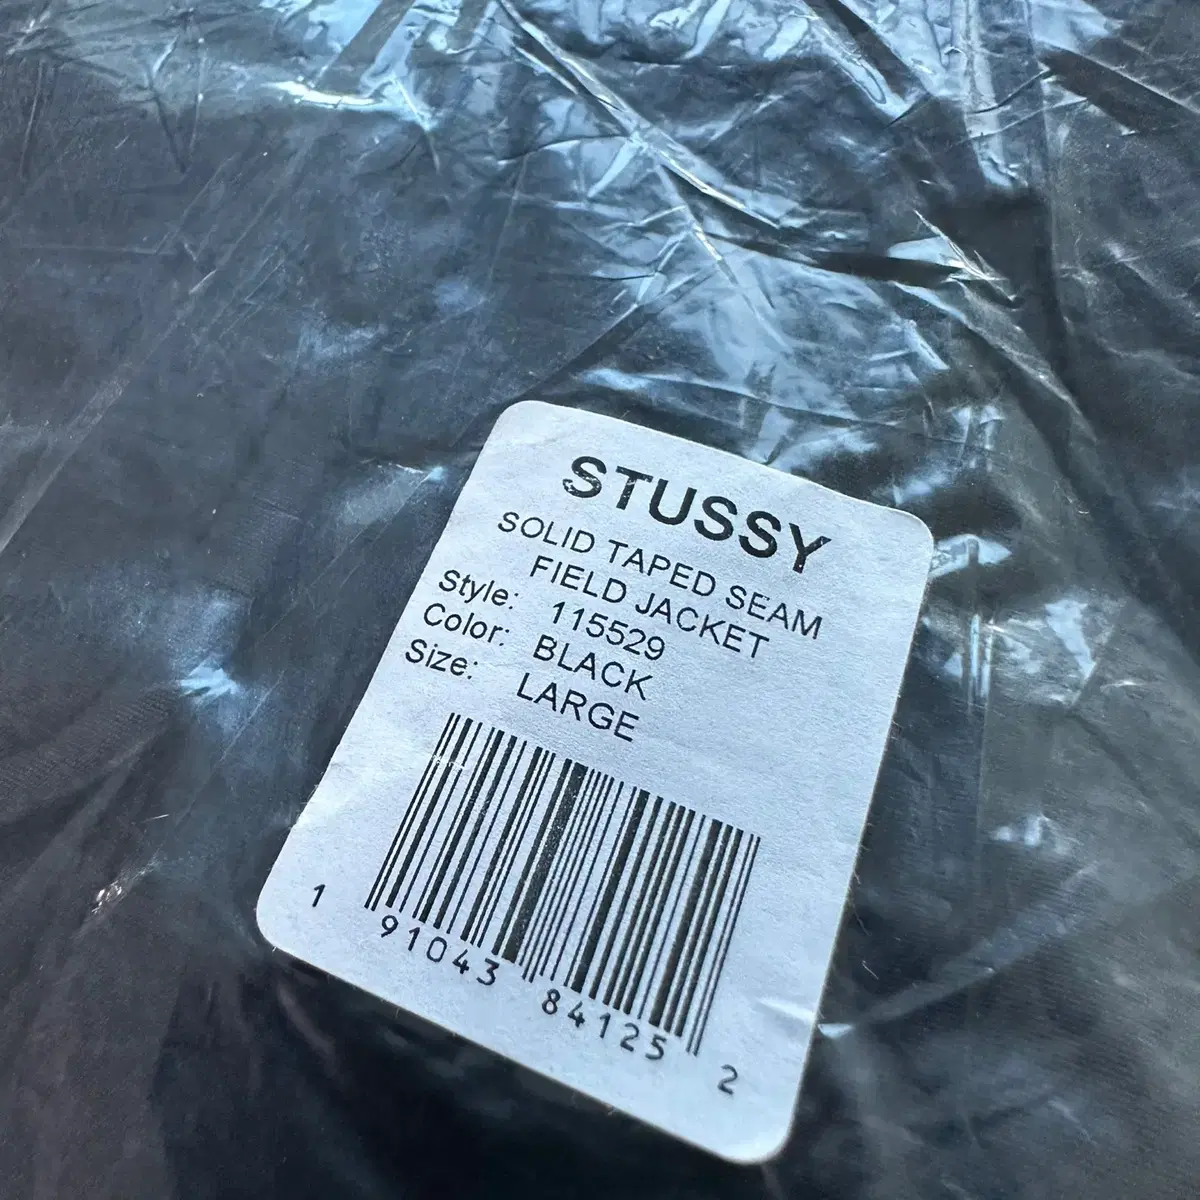 STUSSY
SOLID TAPED SEAM
FIELD JACKET
Style: 115529
Color: BLACK
Size: LARGE
1 91043 84125 2